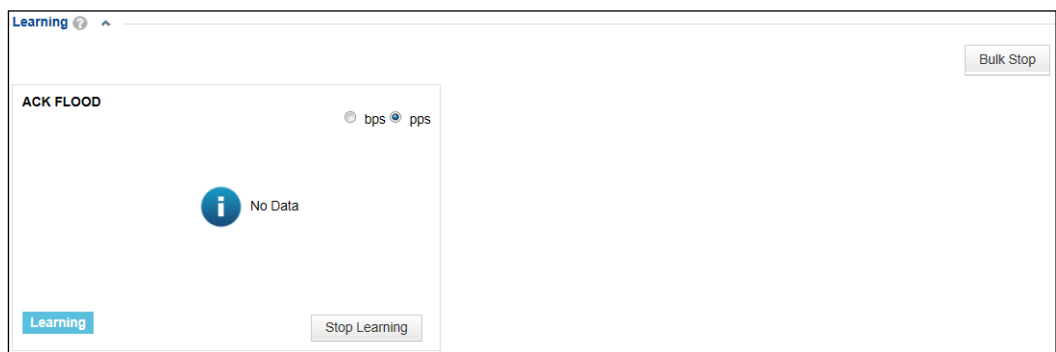 Learning
Bulk Stop
ACK FLOOD
bps pps
No Data
Learning
Stop Learning